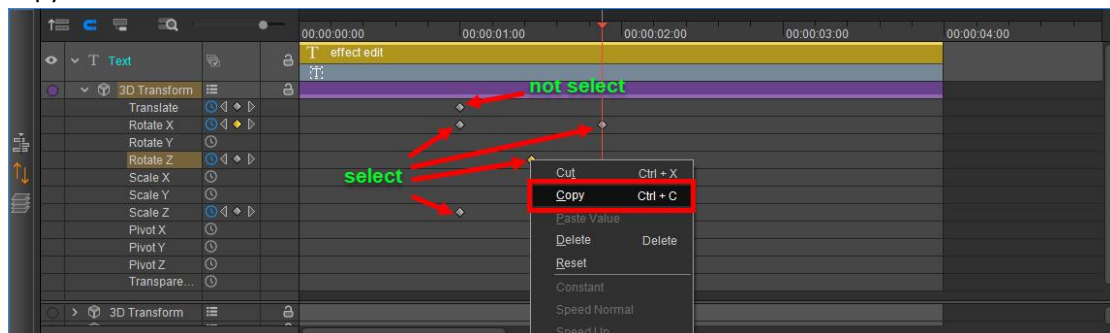 00:00:00:00 00:00:01:00 00:00:02:00 00:00:03:00 00:00:04:00
T Text T effect edit
T
3D Transform not select
Translate
Rotate X
Rotate Y
Rotate Z
Scale X select Cut Ctrl + X
Scale Y Copy Ctrl + C
Scale Z Paste Value
Pivot X
Pivot Y Delete Delete
Pivot Z Reset
Transpare... Constant
3D Transform Speed Normal
Speed Up